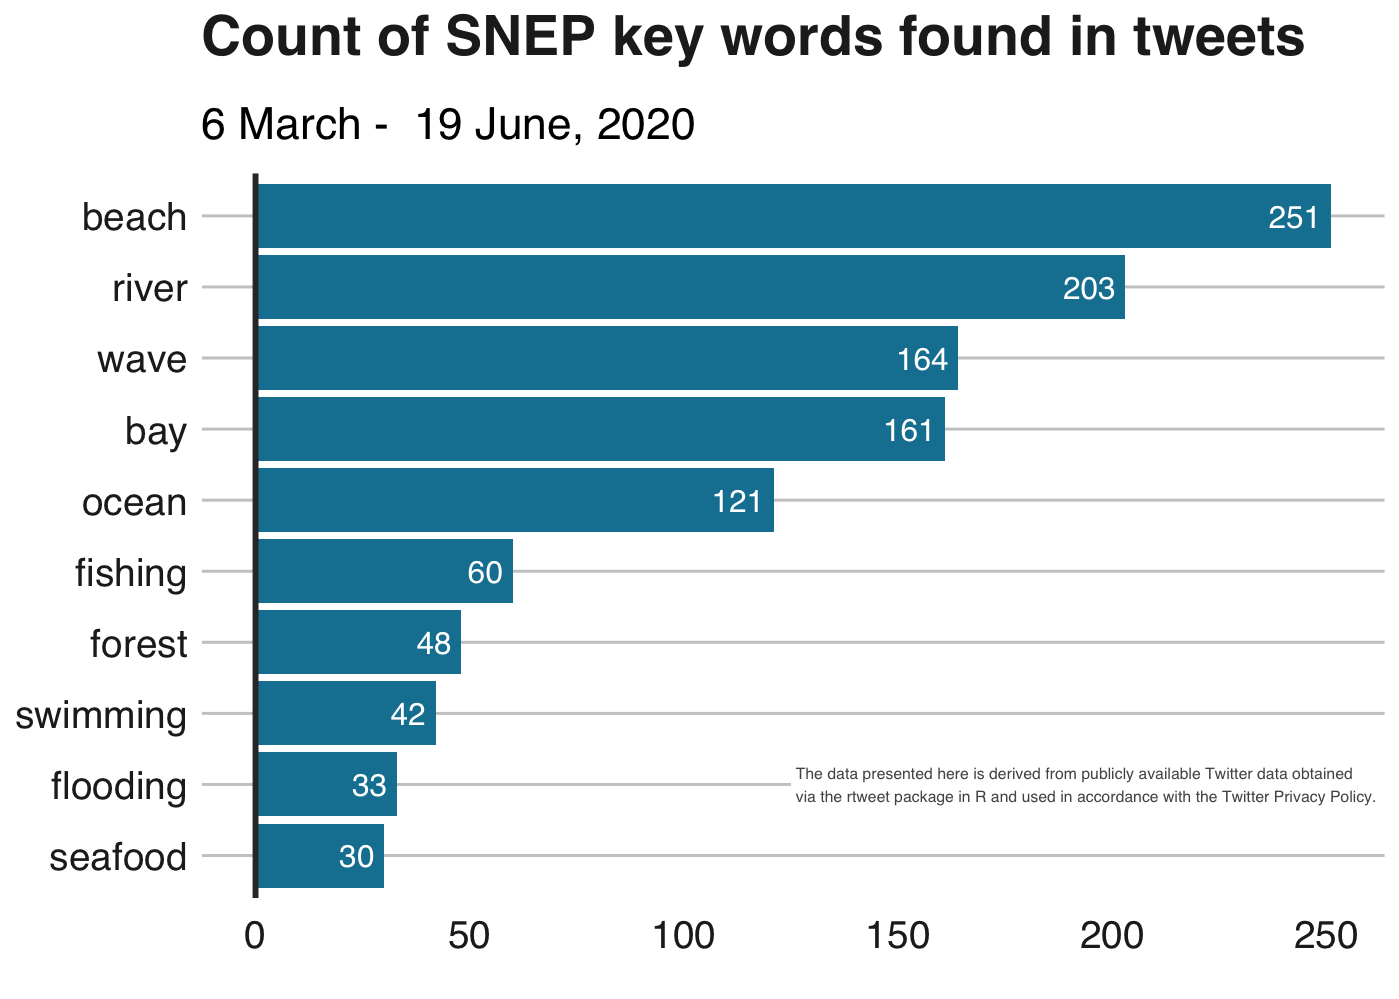 Count of SNEP key words found in tweets
6 March -  19 June, 2020
beach 251
river 203
wave 164
bay 161
ocean 121
fishing 60
forest 48
swimming 42
flooding 33
The data presented here is derived from publicly available Twitter data obtained
via the rtweet package in R and used in accordance with the Twitter Privacy Policy.
seafood 30
0 50 100 150 200 250